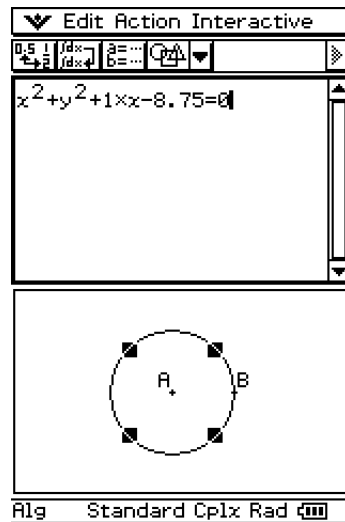 Edit Action Interactive
x²+y²+1×x-8.75=0
A
B
Alg Standard Cplx Rad